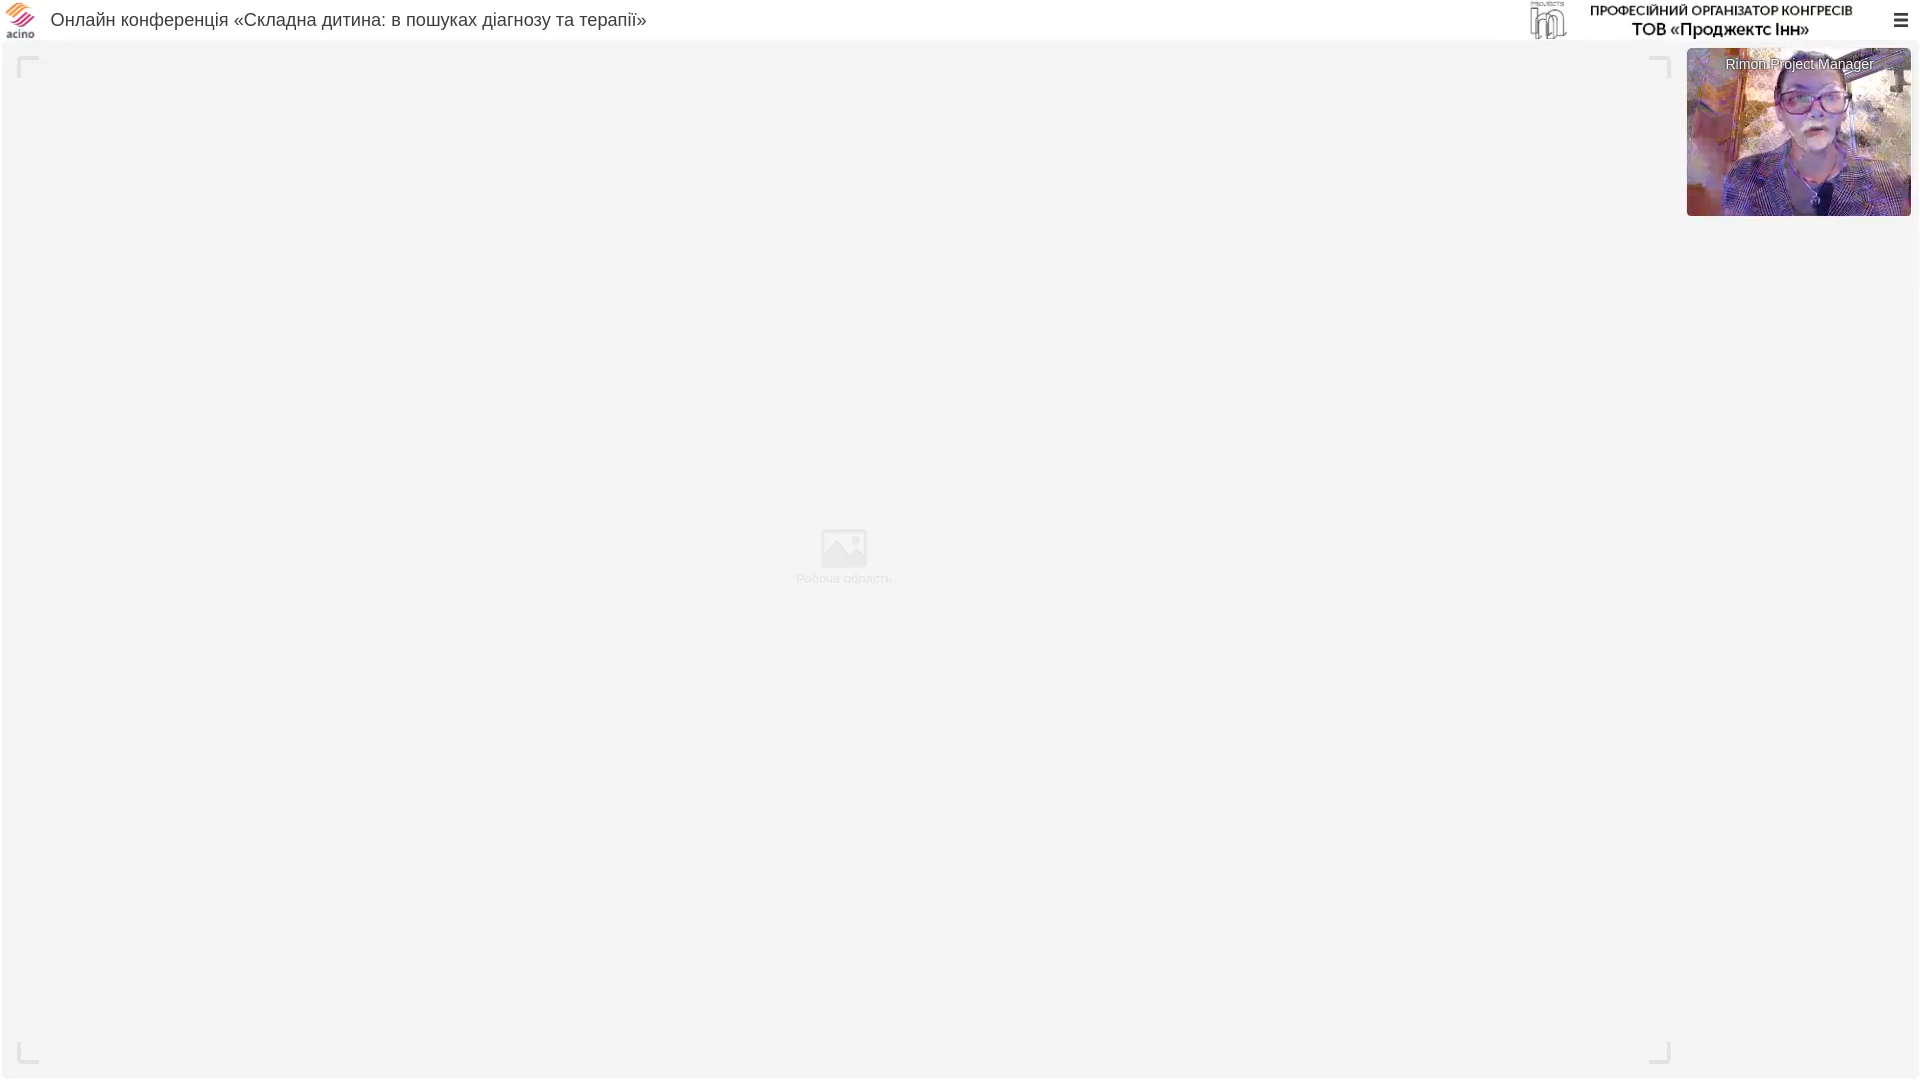 acino
Онлайн конференція «Складна дитина: в пошуках діагнозу та терапії»
PROJECTS
ПРОФЕСІЙНИЙ ОРГАНІЗАТОР КОНГРЕСІВ
ТОВ «Проджектс Інн»
Rimon Project Manager
Робоча область